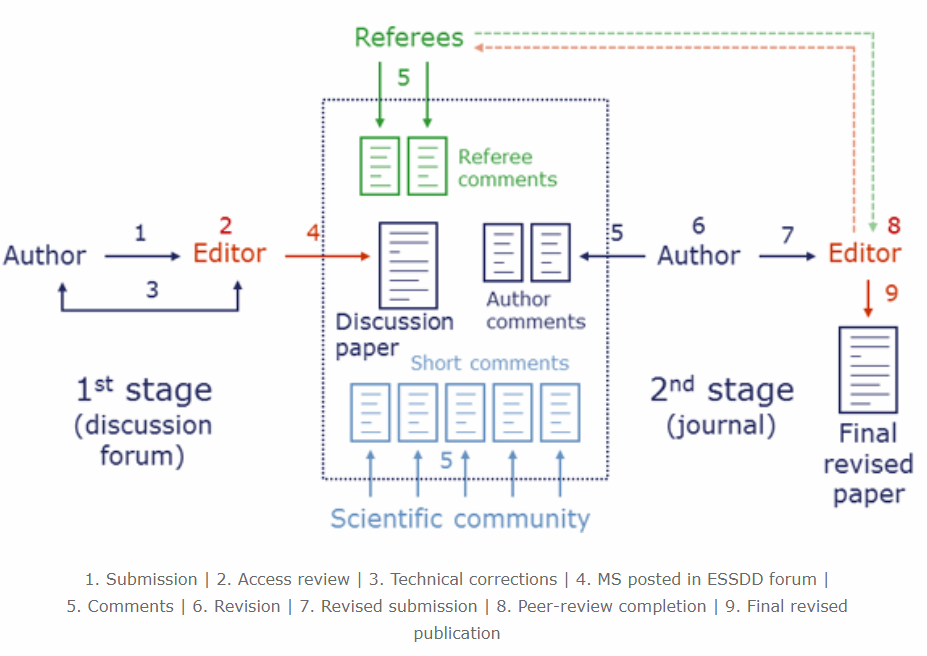 Referees
5
Referee
comments
1
2
4
5
6
7
8
Author
Editor
Author
Editor
3
9
Discussion
paper
Author
comments
Short comments
1st stage
(discussion
forum)
2nd stage
(journal)
Final
revised
paper
5
Scientific community
1. Submission | 2. Access review | 3. Technical corrections | 4. MS posted in ESSDD forum |
5. Comments | 6. Revision | 7. Revised submission | 8. Peer-review completion | 9. Final revised
publication